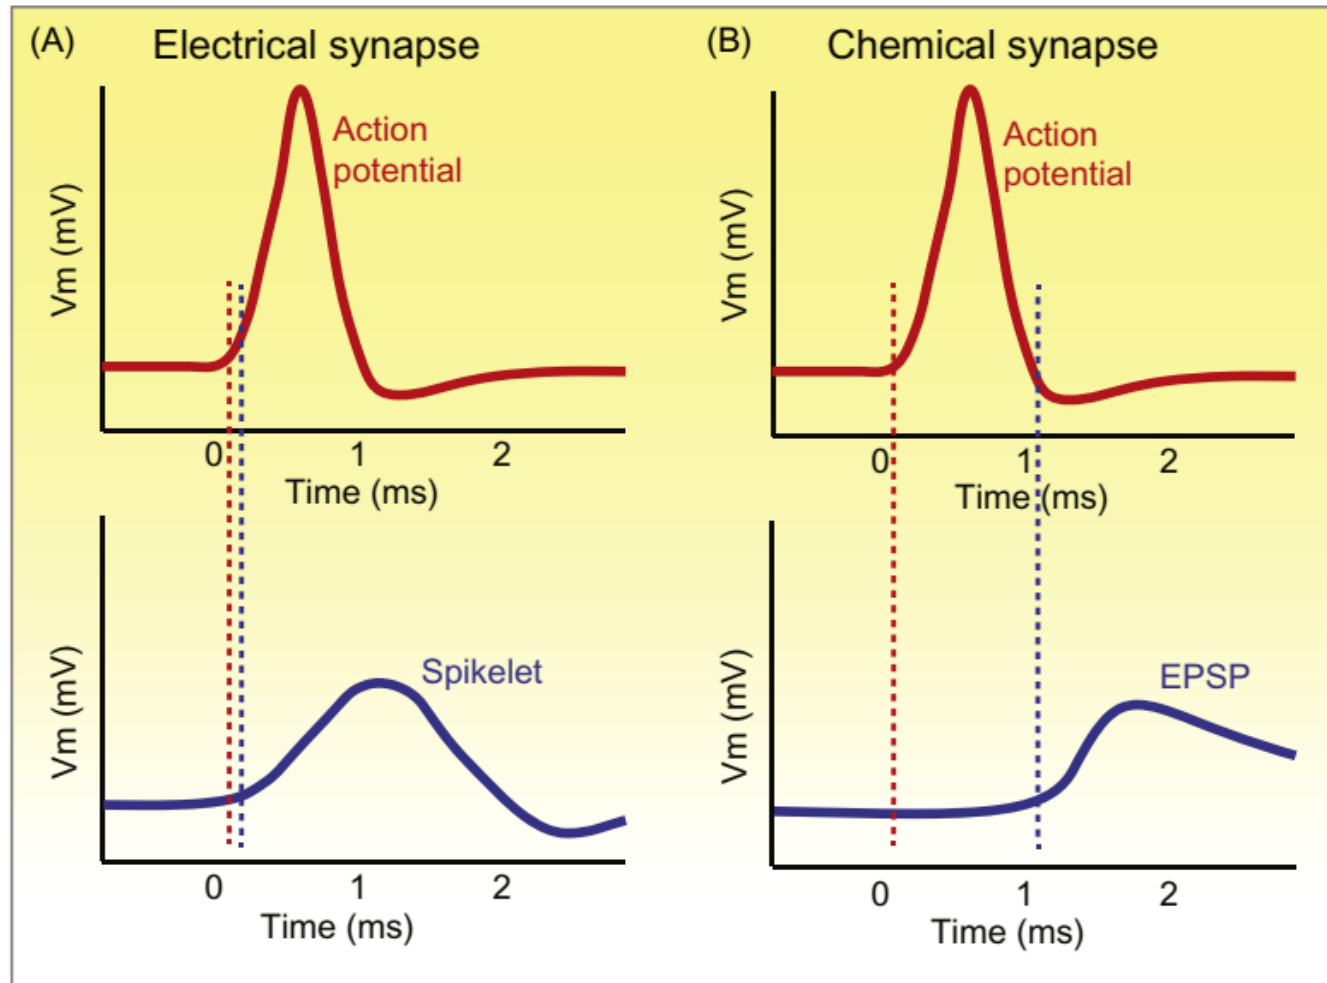 (A) Electrical synapse
Action
potential
Vm (mV)
0 1 2
Time (ms)
Spikelet
Vm (mV)
0 1 2
Time (ms)
(B) Chemical synapse
Action
potential
Vm (mV)
0 1 2
Time (ms)
EPSP
Vm (mV)
0 1 2
Time (ms)